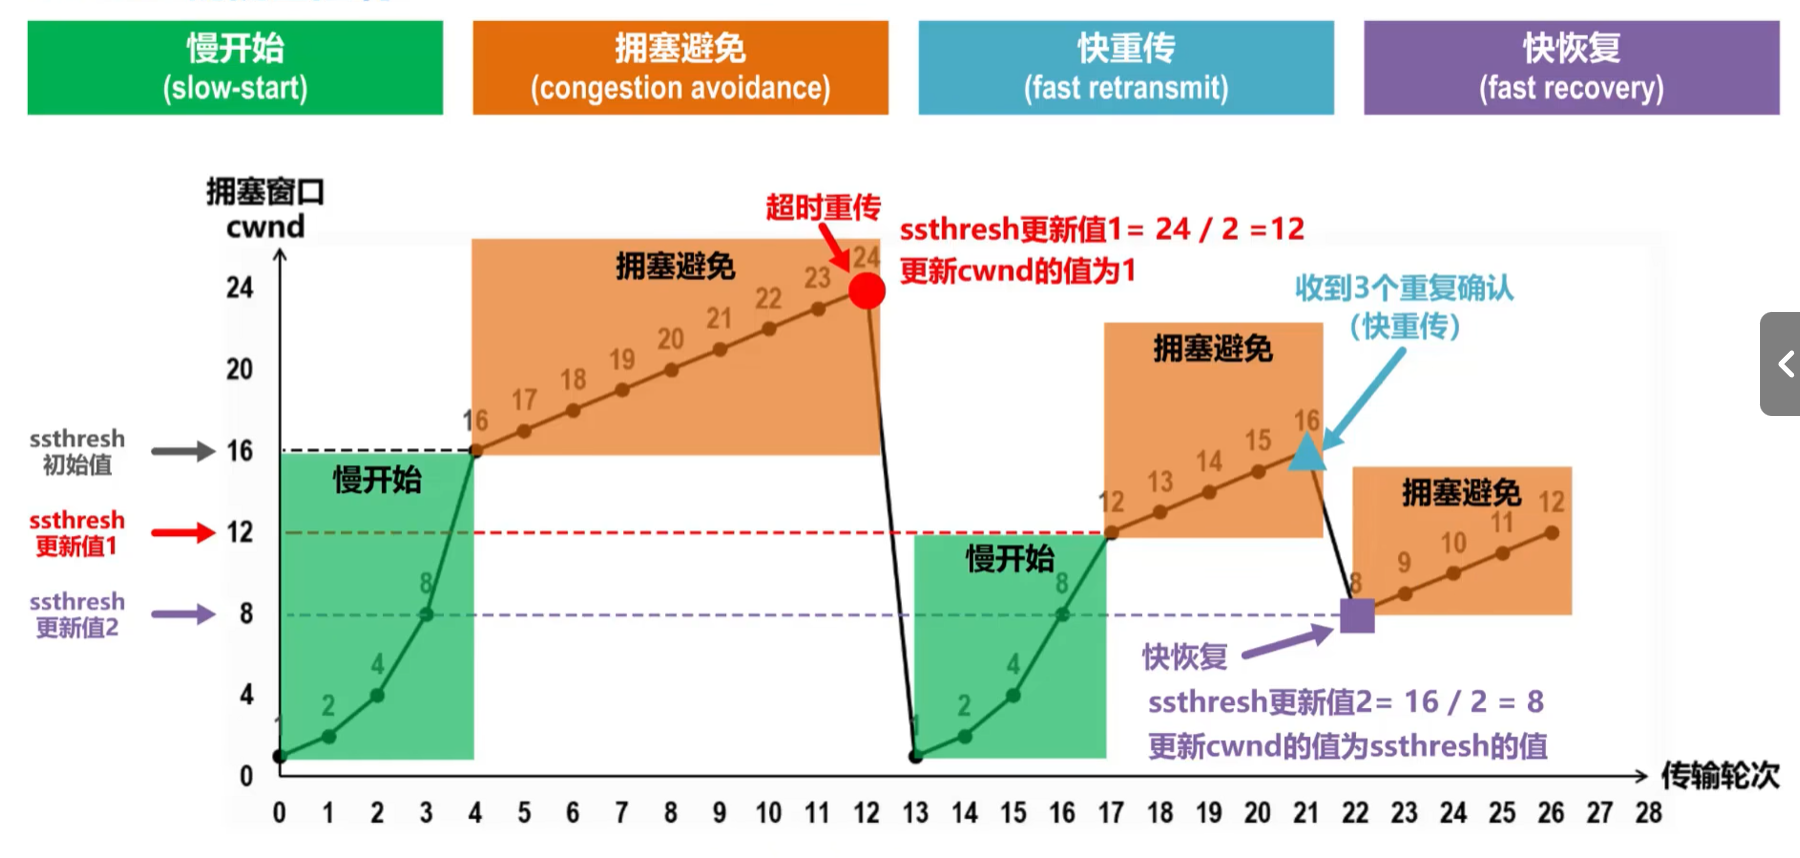 慢开始
(slow-start)
拥塞避免
(congestion avoidance)
快重传
(fast retransmit)
快恢复
(fast recovery)
拥塞窗口
cwnd
超时重传
ssthresh更新值1= 24 / 2 =12
更新cwnd的值为1
拥塞避免
24
23
22
21
20
19
18
17
16
收到3个重复确认
(快重传)
拥塞避免
16
15
14
13
12
拥塞避免
12
11
10
9
8
慢开始
8
4
2
1
慢开始
8
4
2
1
ssthresh
初始值
ssthresh
更新值1
ssthresh
更新值2
24
20
16
12
8
4
0
快恢复
ssthresh更新值2= 16 / 2 = 8
更新cwnd的值为ssthresh的值
传输轮次
0 1 2 3 4 5 6 7 8 9 10 11 12 13 14 15 16 17 18 19 20 21 22 23 24 25 26 27 28